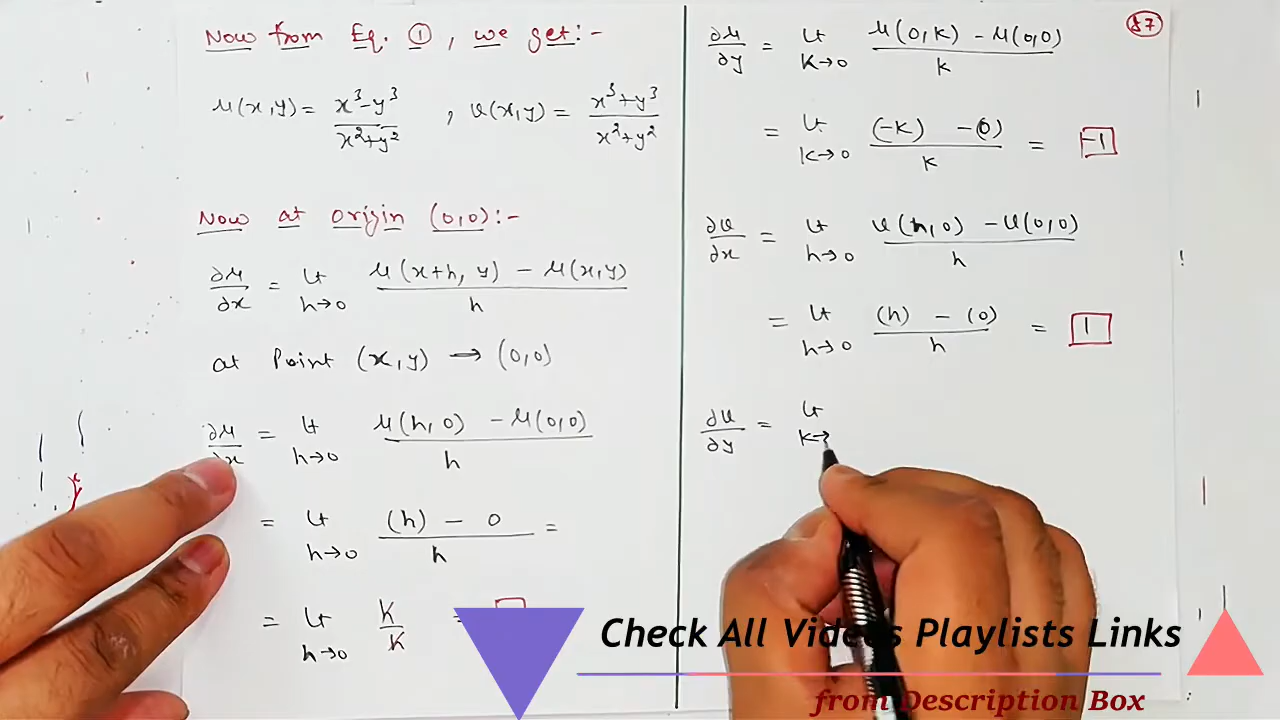 Now from Eq. ①, we get:-
u(x,y) = x³-y³ / x²+y² , v(x,y) = x³+y³ / x²+y²
Now at origin (0,0):-
∂u/∂x = Lt h→0 u(x+h, y) - u(x,y) / h
at Point (x,y) → (0,0)
∂u/∂x = Lt h→0 u(h,0) - u(0,0) / h
= Lt h→0 (h) - 0 / h =
= Lt h→0 h/h =
57
∂u/∂y = Lt k→0 u(0,k) - u(0,0) / k
= Lt k→0 (-k) - (0) / k = -1
∂v/∂x = Lt h→0 v(h,0) - v(0,0) / h
= Lt h→0 (h) - (0) / h = 1
∂v/∂y = Lt k→
Check All Videos Playlists Links
from Description Box